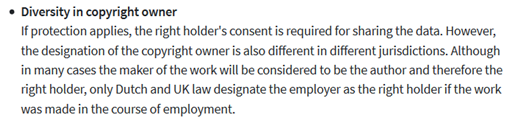 • Diversity in copyright owner
If protection applies, the right holder's consent is required for sharing the data. However,
the designation of the copyright owner is also different in different jurisdictions. Although
in many cases the maker of the work will be considered to be the author and therefore the
right holder, only Dutch and UK law designate the employer as the right holder if the work
was made in the course of employment.